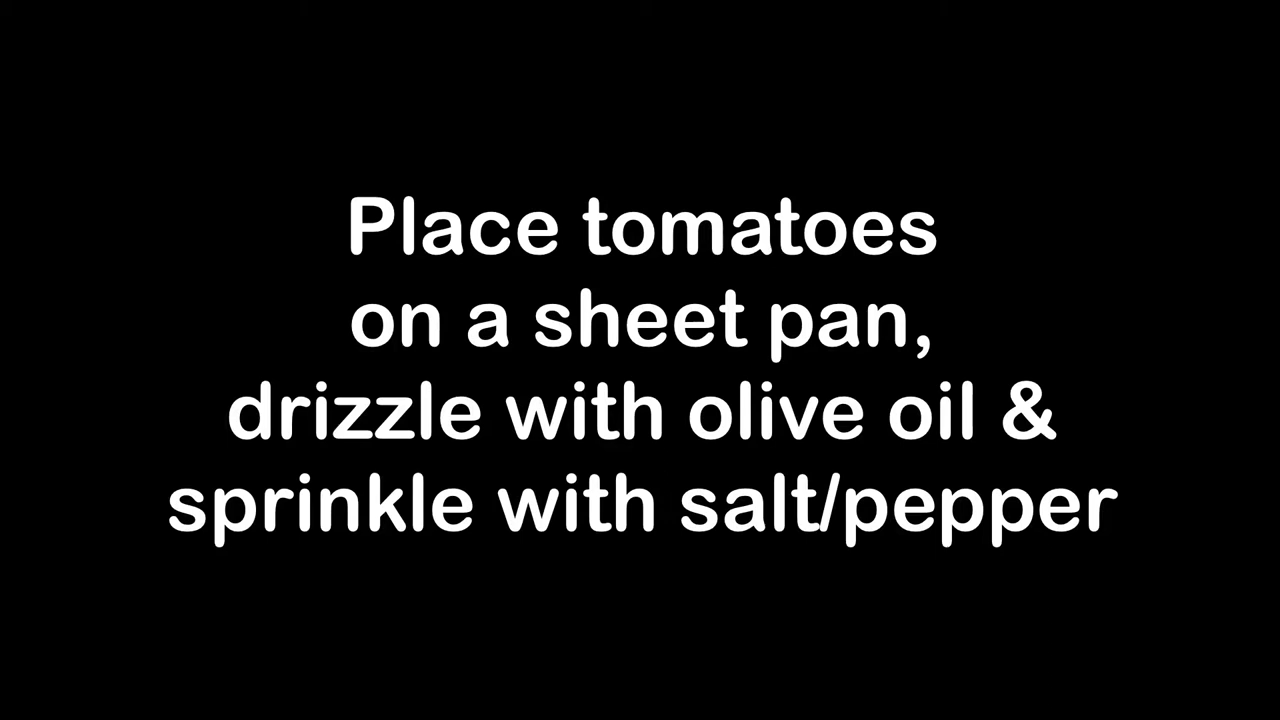 Place tomatoes
on a sheet pan,
drizzle with olive oil &
sprinkle with salt/pepper